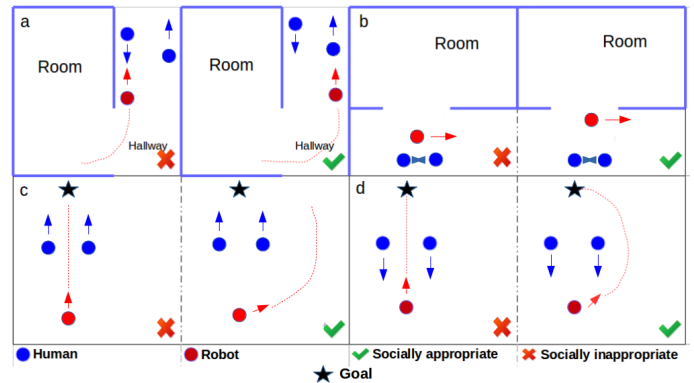 a
b
Room
Room
Room
Room
Hallway
Hallway
c
d
Human
Robot
Socially appropriate
Socially inappropriate
Goal